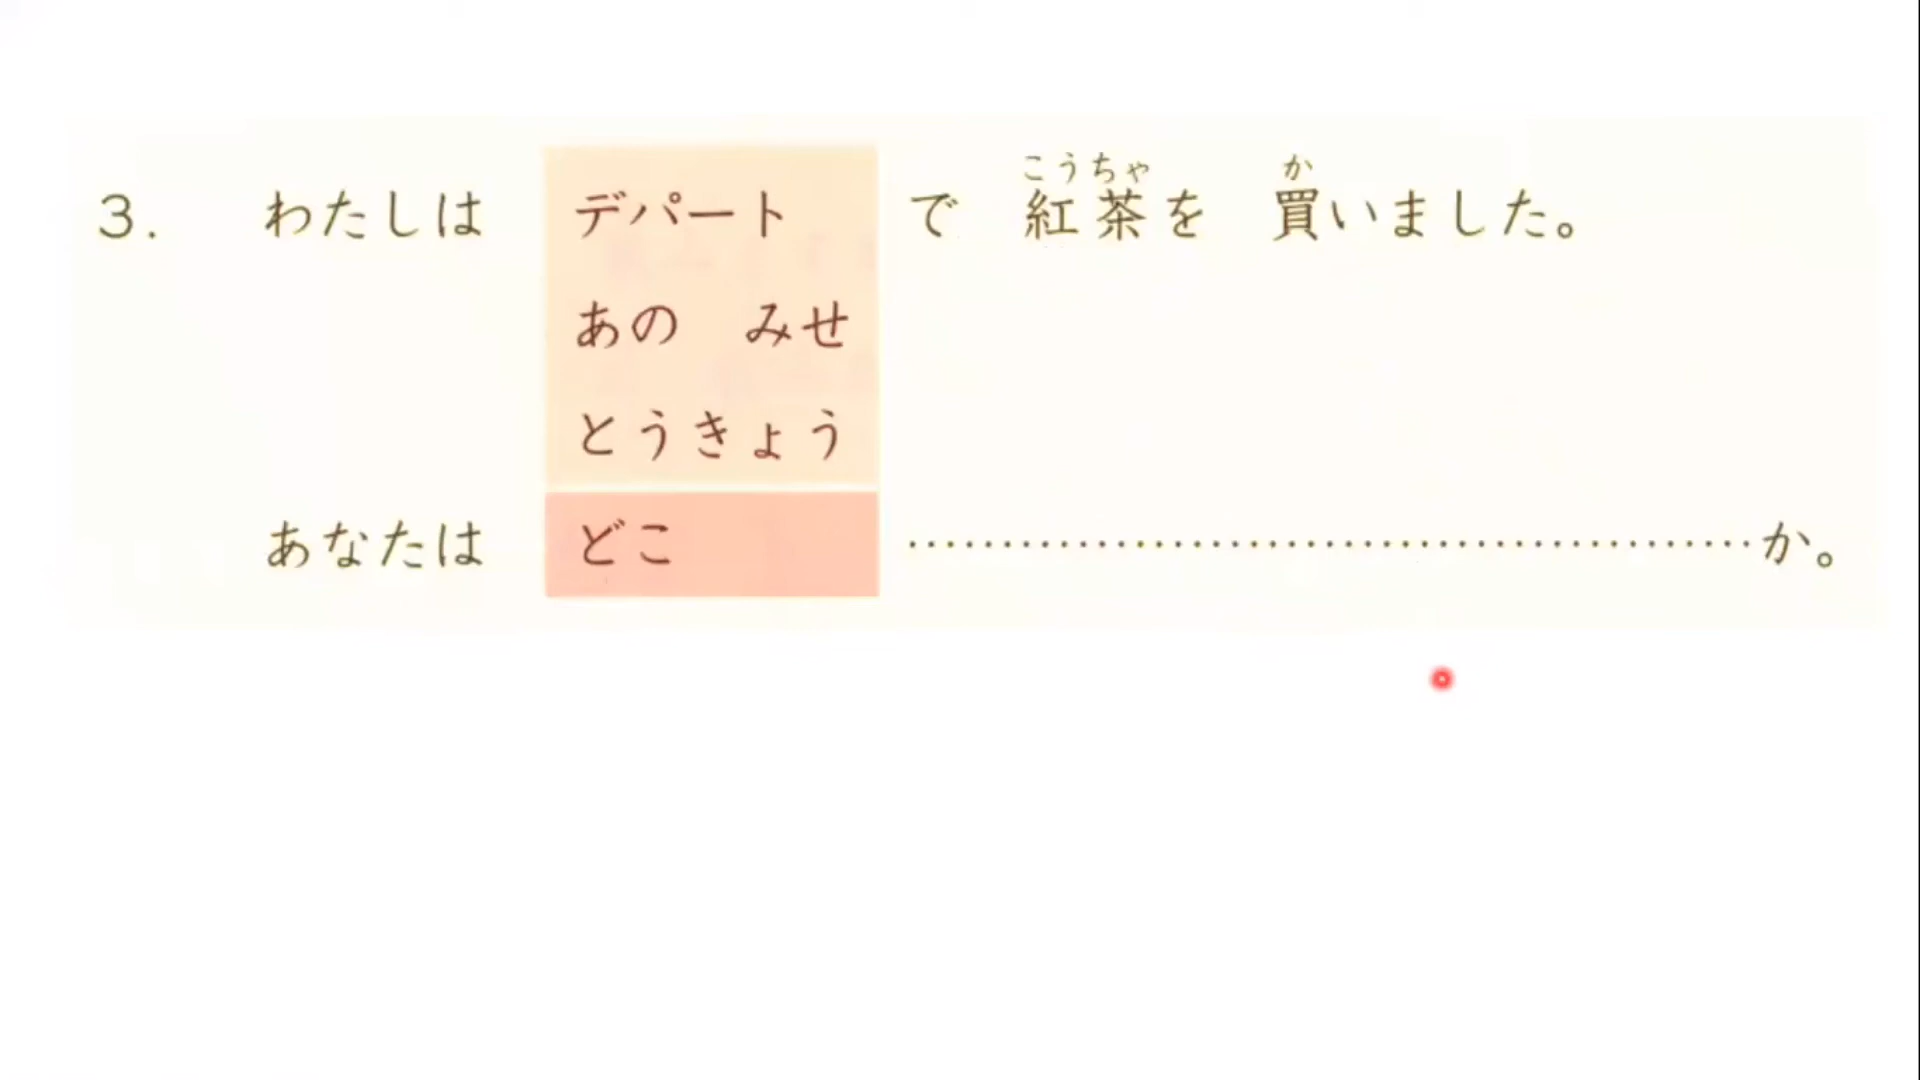 こうちゃ か
3. わたしは デパート で 紅茶を 買いました。
あの みせ
とうきょう
あなたは どこ ……………………………………………か。